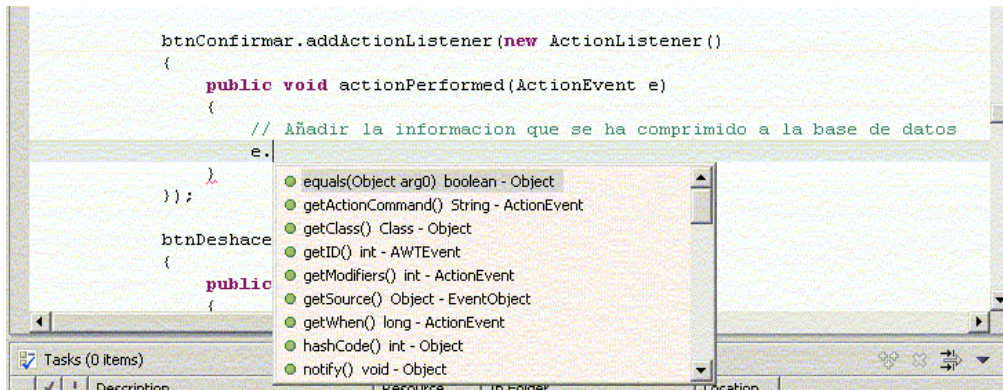 btnConfirmar.addActionListener(new ActionListener()
{
public void actionPerformed(ActionEvent e)
{
// Añadir la informacion que se ha comprimido a la base de datos
e.
}
});
equals(Object arg0) boolean - Object
getActionCommand() String - ActionEvent
getClass() Class - Object
getID() int - AWTEvent
getModifiers() int - ActionEvent
getSource() Object - EventObject
getWhen() long - ActionEvent
hashCode() int - Object
notify() void - Object
btnDeshace
{
public
{
Tasks (0 items)
! Description Resource In Folder Location